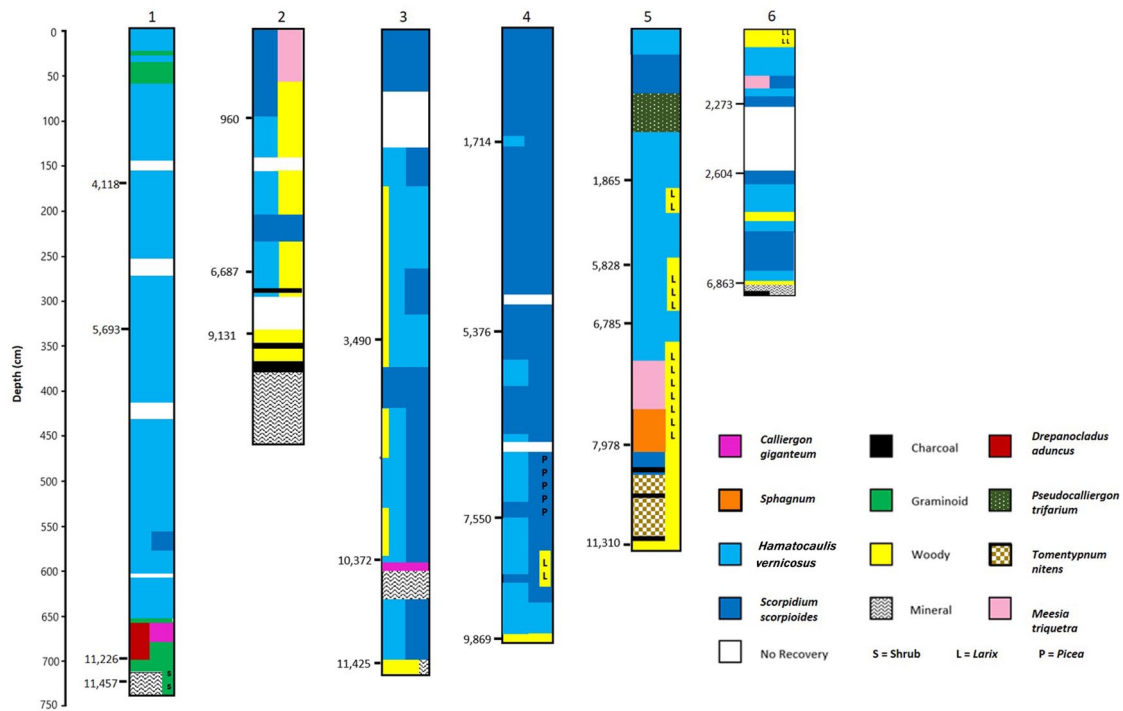 1 2 3 4 5 6
Depth (cm)
0
50
100
150
200
250
300
350
400
450
500
550
600
650
700
750
4,118
5,693
11,226
11,457
S
S
960
6,687
9,131
3,490
10,372
11,425
1,714
5,376
7,550
9,869
P
P
P
P
P
L
L
1,865
5,828
6,785
7,978
11,310
L
L
L
L
L
L
L
L
L
L
L
L
L
LL
LL
2,273
2,604
6,863
Calliergon
giganteum
Charcoal
Drepanocladus
aduncus
Sphagnum
Graminoid
Pseudocalliergon
trifarium
Hamatocaulis
vernicosus
Woody
Tomentypnum
nitens
Scorpidium
scorpioides
Mineral
Meesia
triquetra
No Recovery
S = Shrub L = Larix P = Picea